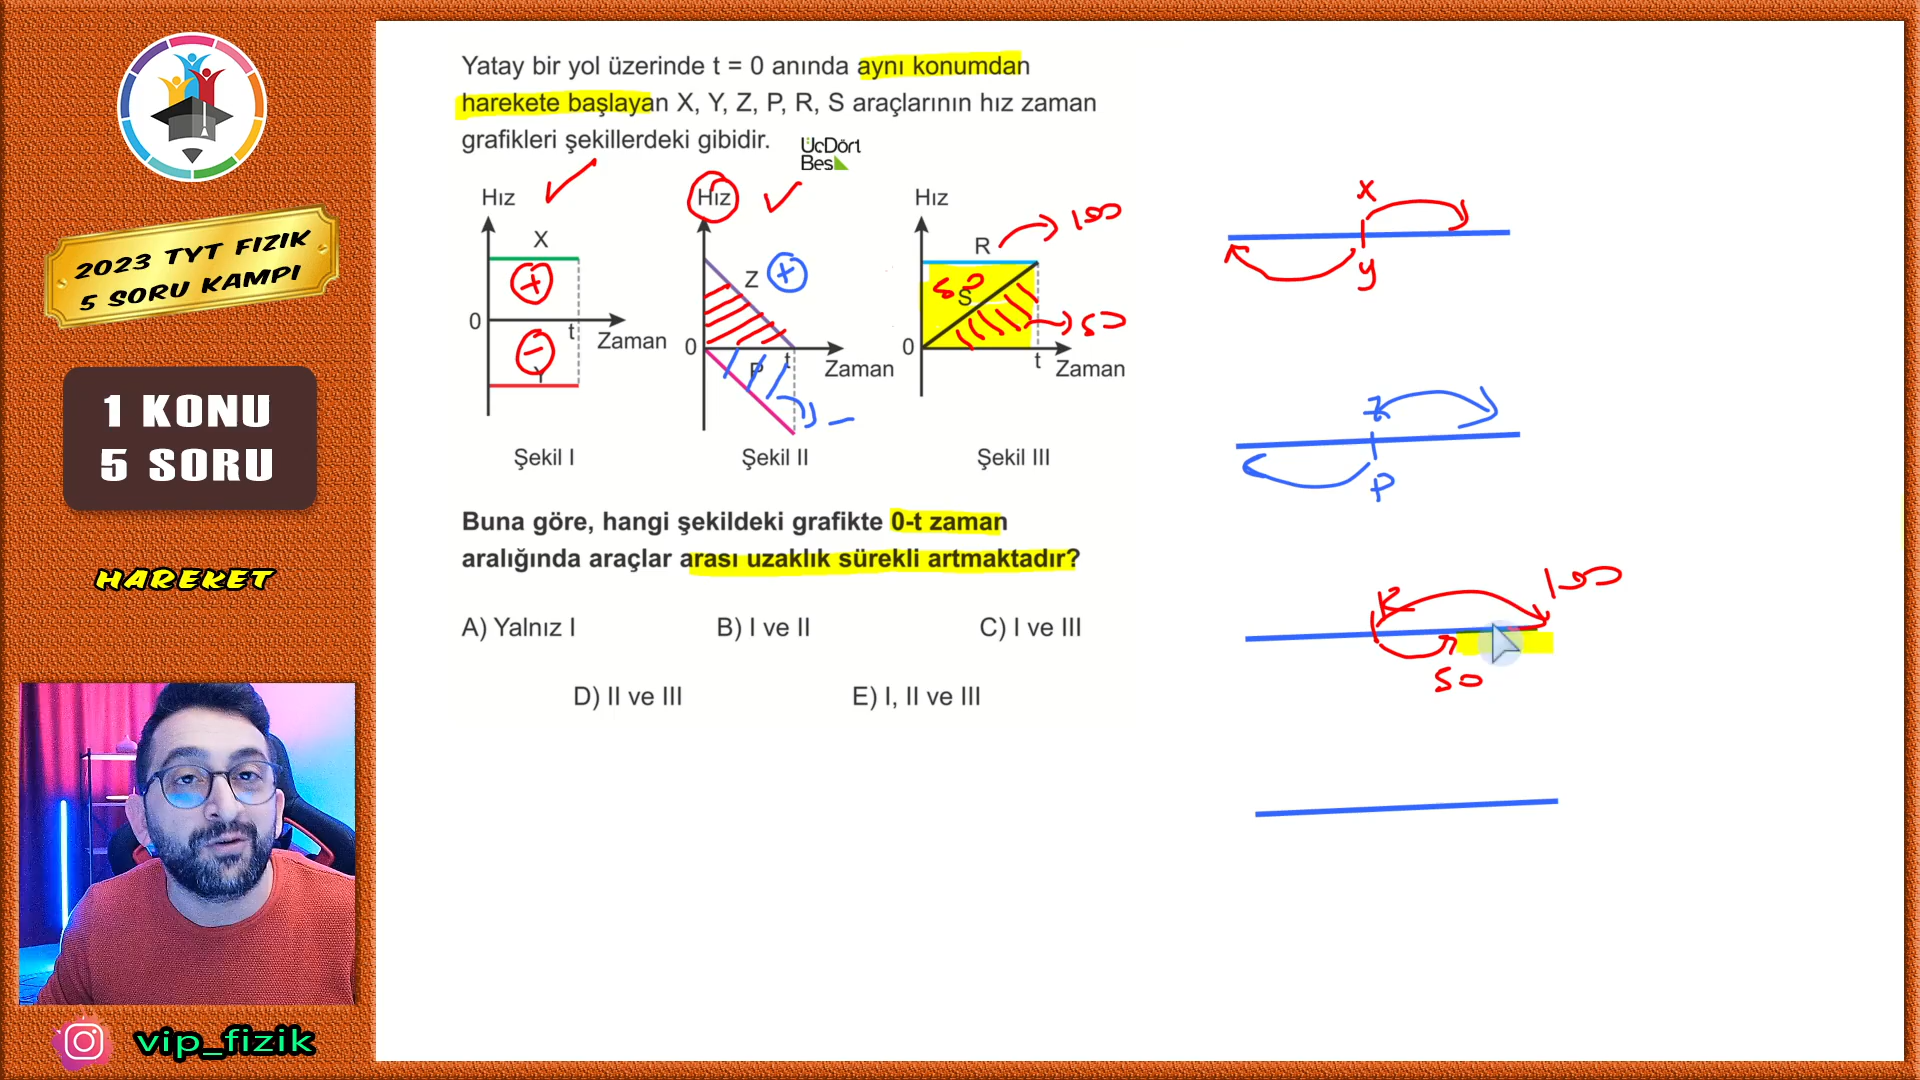 2023 TYT FIZIK
5 SORU KAMPI
1 KONU
5 SORU
HAREKET
vip_fizik
Yatay bir yol üzerinde t = 0 anında aynı konumdan
harekete başlayan X, Y, Z, P, R, S araçlarının hız zaman
grafikleri şekillerdeki gibidir.
ÜçDört
Beş
Hız
X
+
0
t
Zaman
−
Y
Şekil I
Hız
Z
+
0
t
Zaman
P
−
Şekil II
Hız
R
100
50
S
50
0
t
Zaman
Şekil III
Buna göre, hangi şekildeki grafikte 0-t zaman
aralığında araçlar arası uzaklık sürekli artmaktadır?
A) Yalnız I
B) I ve II
C) I ve III
D) II ve III
E) I, II ve III
X
y
Z
P
R
100
50